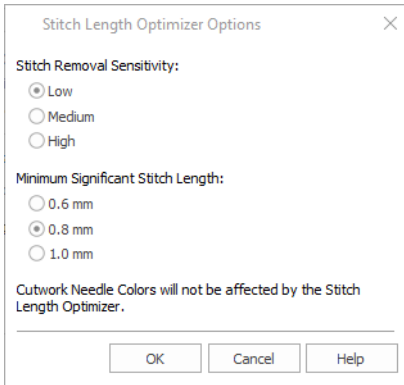 Stitch Length Optimizer Options
Stitch Removal Sensitivity:
Low
Medium
High
Minimum Significant Stitch Length:
0.6 mm
0.8 mm
1.0 mm
Cutwork Needle Colors will not be affected by the Stitch
Length Optimizer.
OK Cancel Help